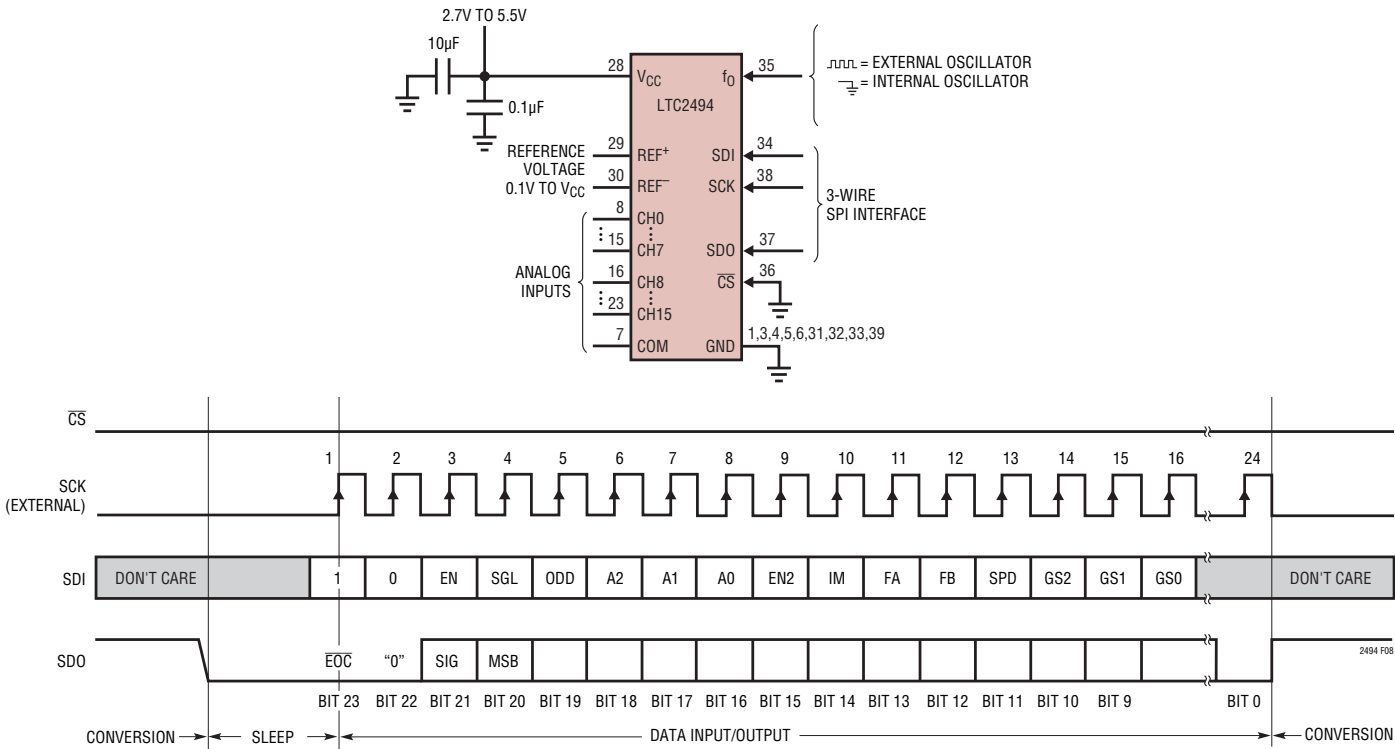 2.7V TO 5.5V
10µF
0.1µF
28
VCC
LTC2494
fO
35
= EXTERNAL OSCILLATOR
= INTERNAL OSCILLATOR
REFERENCE
VOLTAGE
0.1V TO VCC
29
REF+
30
REF–
SDI
34
SCK
38
3-WIRE
SPI INTERFACE
ANALOG
INPUTS
8
CH0
15
CH7
16
CH8
23
CH15
7
COM
SDO
37
CS
36
GND
1,3,4,5,6,31,32,33,39
CS
1 2 3 4 5 6 7 8 9 10 11 12 13 14 15 16 24
SCK
(EXTERNAL)
SDI DON'T CARE 1 0 EN SGL ODD A2 A1 A0 EN2 IM FA FB SPD GS2 GS1 GS0 DON'T CARE
SDO EOC “0” SIG MSB
2494 F08
BIT 23 BIT 22 BIT 21 BIT 20 BIT 19 BIT 18 BIT 17 BIT 16 BIT 15 BIT 14 BIT 13 BIT 12 BIT 11 BIT 10 BIT 9 BIT 0
CONVERSION SLEEP DATA INPUT/OUTPUT CONVERSION